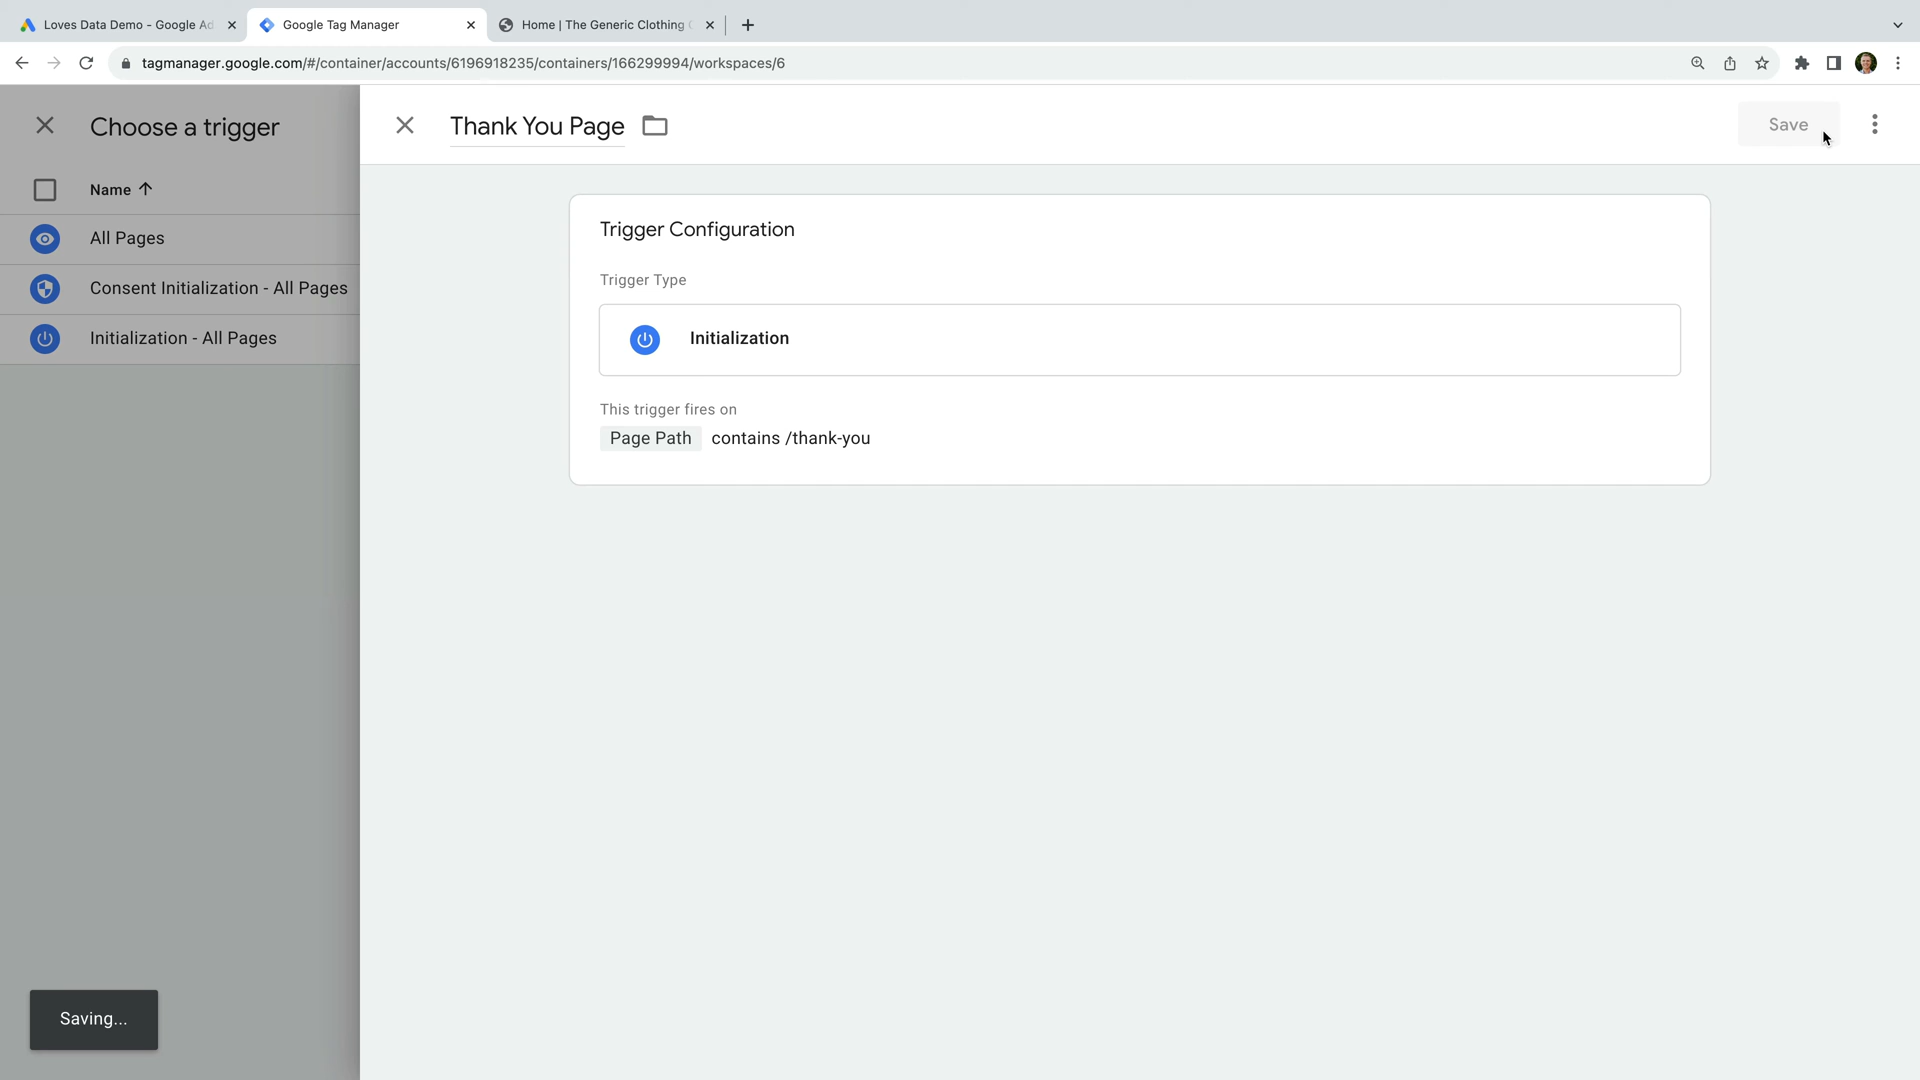 Loves Data Demo - Google Ad
Google Tag Manager
Home | The Generic Clothing
tagmanager.google.com/#/container/accounts/6196918235/containers/166299994/workspaces/6
Choose a trigger
Thank You Page
Save
Name
All Pages
Consent Initialization - All Pages
Initialization - All Pages
Trigger Configuration
Trigger Type
Initialization
This trigger fires on
Page Path contains /thank-you
Saving...